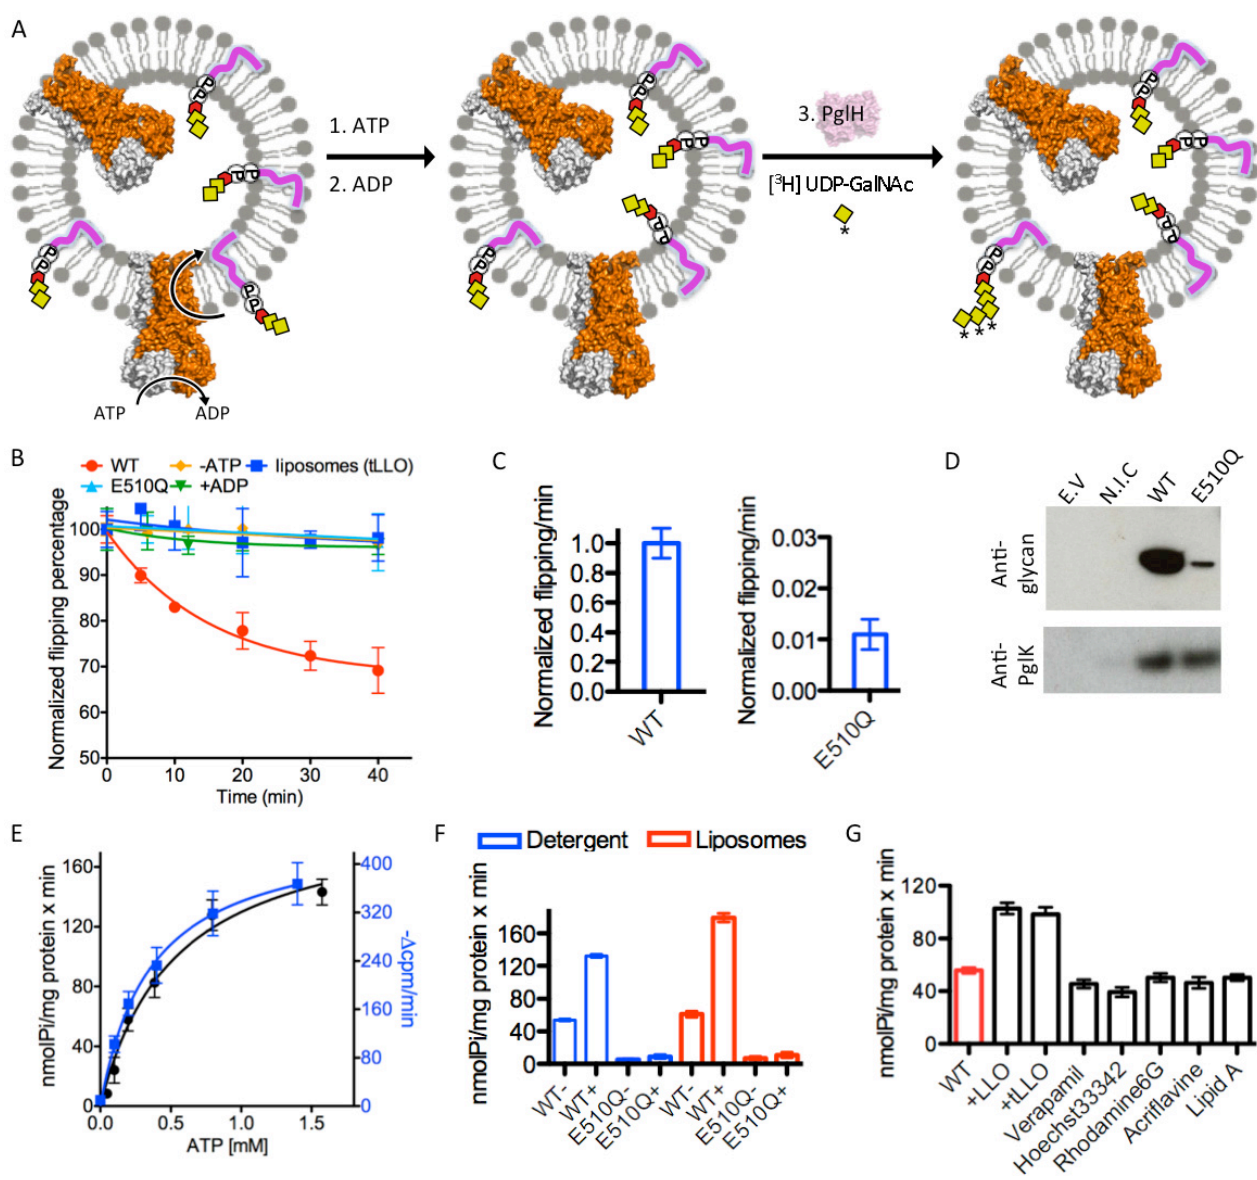 A
P
P
1. ATP
2. ADP
3. PglH
[³H] UDP-GalNAc
*
* * *
ATP
ADP
B
WT
-ATP
liposomes (tLLO)
E510Q
+ADP
Normalized flipping percentage
100
90
80
70
60
50
0
10
20
30
40
Time (min)
C
Normalized flipping/min
1.0
0.8
0.6
0.4
0.2
0.0
WT
Normalized flipping/min
0.03
0.020
0.010
0.00
E510Q
D
E.V
N.I.C
WT
E510Q
Anti-
glycan
Anti-
PglK
E
nmolPi/mg protein x min
160
120
80
40
0
400
320
240
160
80
0
-Δcpm/min
0.0
0.5
1.0
1.5
ATP [mM]
F
Detergent
Liposomes
nmolPi/mg protein x min
160
120
80
40
0
WT-
WT+
E510Q-
E510Q+
WT-
WT+
E510Q-
E510Q+
G
nmolPi/mg protein x min
120
80
40
0
WT
+LLO
+tLLO
Verapamil
Hoechst33342
Rhodamine6G
Acriflavine
Lipid A